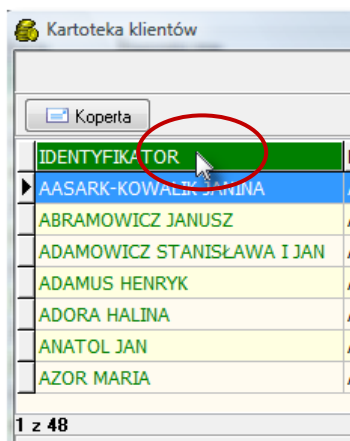 Kartoteka klientów
Koperta
IDENTYFIKATOR
AASARK-KOWALIK JANINA
ABRAMOWICZ JANUSZ
ADAMOWICZ STANISŁAWA I JAN
ADAMUS HENRYK
ADORA HALINA
ANATOL JAN
AZOR MARIA
1 z 48